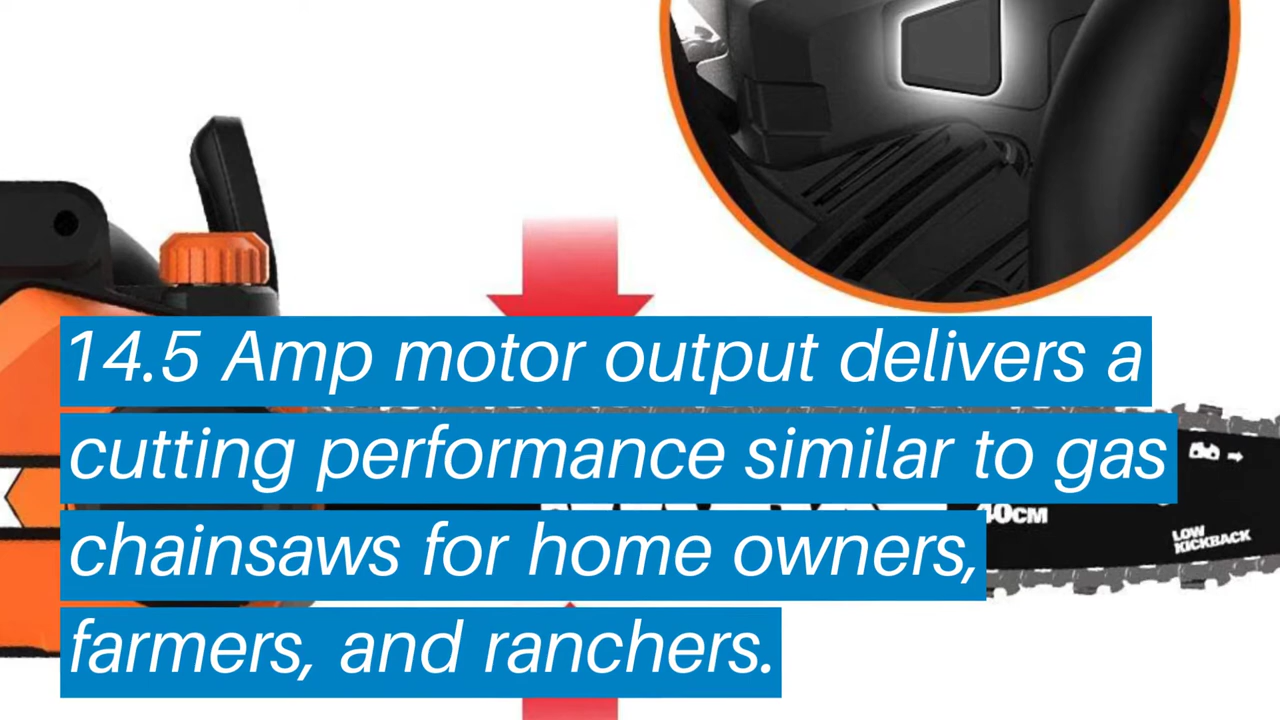 14.5 Amp motor output delivers a
cutting performance similar to gas
chainsaws for home owners,
farmers, and ranchers.
40CM
LOW
KICKBACK